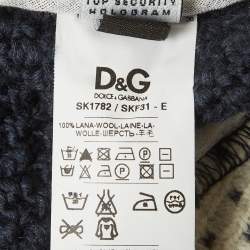 TOP SECURITY
HOLOGRAM
D&G
DOLCE & GABBANA
SK1782 / SKF31 - E
100% LANA-WOOL-LAINE-LA-
WOLLE-ШЕРСТЬ-羊毛